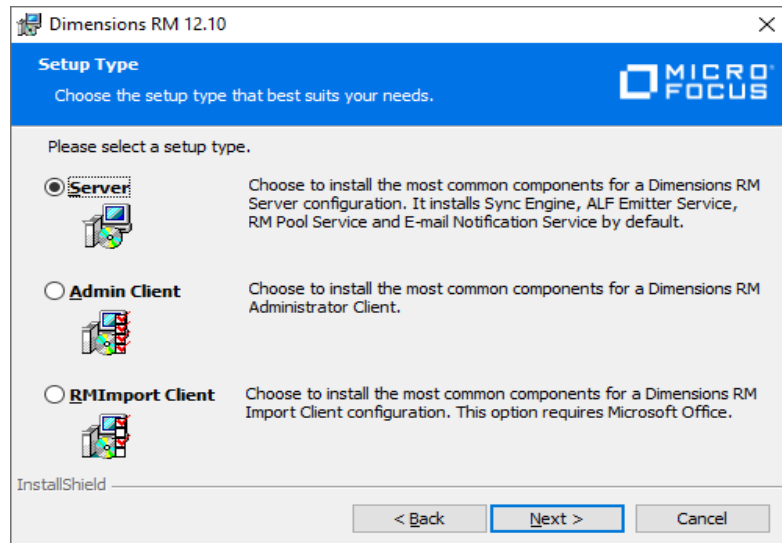 Dimensions RM 12.10
Setup Type
Choose the setup type that best suits your needs.
MICRO
FOCUS
Please select a setup type.
Server
Choose to install the most common components for a Dimensions RM
Server configuration. It installs Sync Engine, ALF Emitter Service,
RM Pool Service and E-mail Notification Service by default.
Admin Client
Choose to install the most common components for a Dimensions RM
Administrator Client.
RMImport Client
Choose to install the most common components for a Dimensions RM
Import Client configuration. This option requires Microsoft Office.
InstallShield
< Back
Next >
Cancel